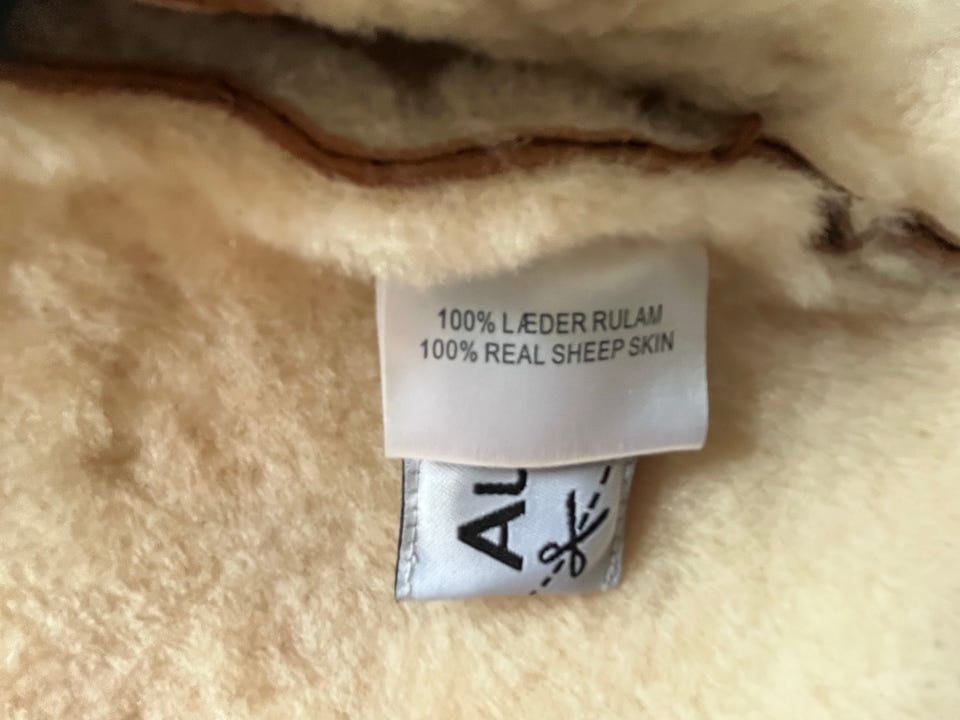 100% LÆDER RULAM
100% REAL SHEEP SKIN